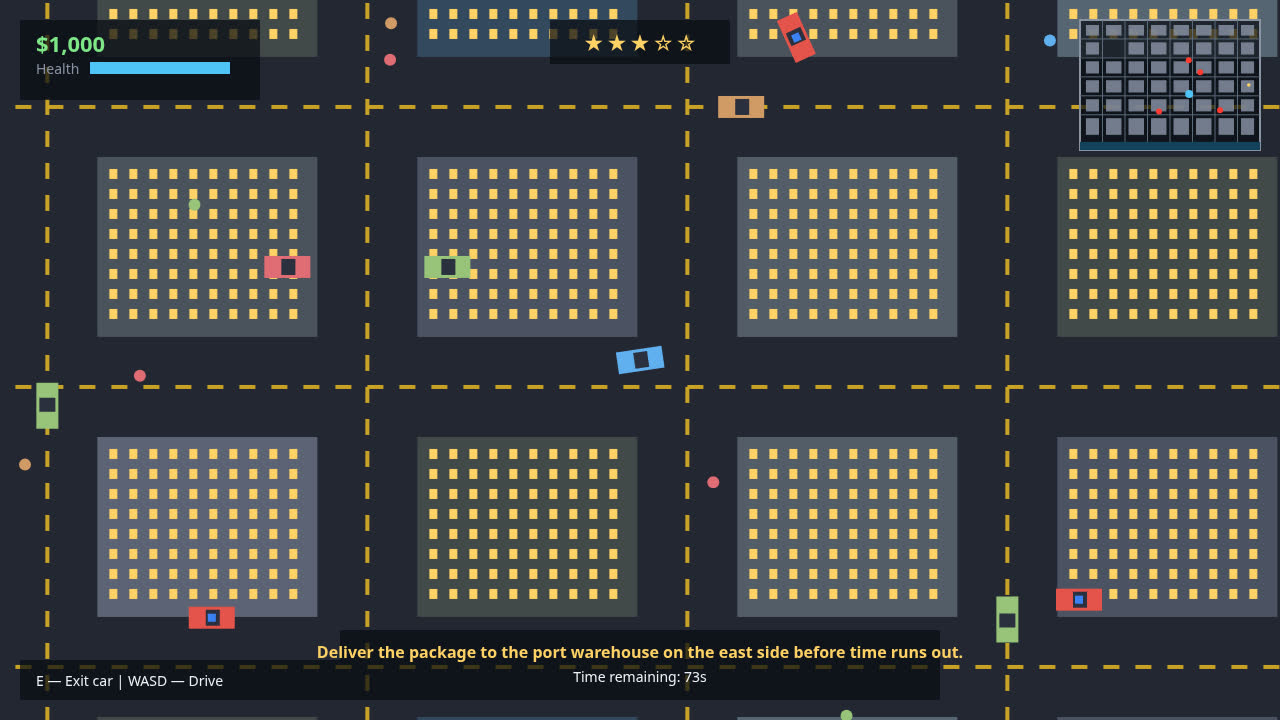 $1,000
Health
★★★☆☆
Deliver the package to the port warehouse on the east side before time runs out.
Time remaining: 73s
E — Exit car | WASD — Drive